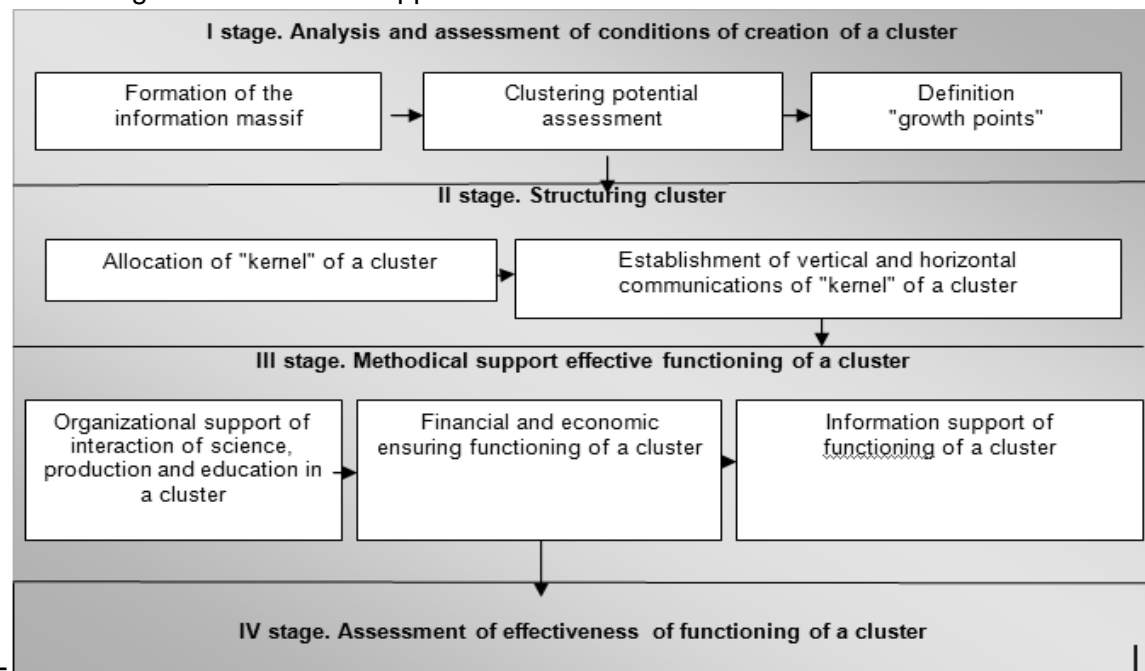 I stage. Analysis and assessment of conditions of creation of a cluster
Formation of the
information massif
Clustering potential
assessment
Definition
"growth points"
II stage. Structuring cluster
Allocation of "kernel" of a cluster
Establishment of vertical and horizontal
communications of "kernel" of a cluster
III stage. Methodical support effective functioning of a cluster
Organizational support of
interaction of science,
production and education in
a cluster
Financial and economic
ensuring functioning of a cluster
Information support of
functioning of a cluster
IV stage. Assessment of effectiveness of functioning of a cluster